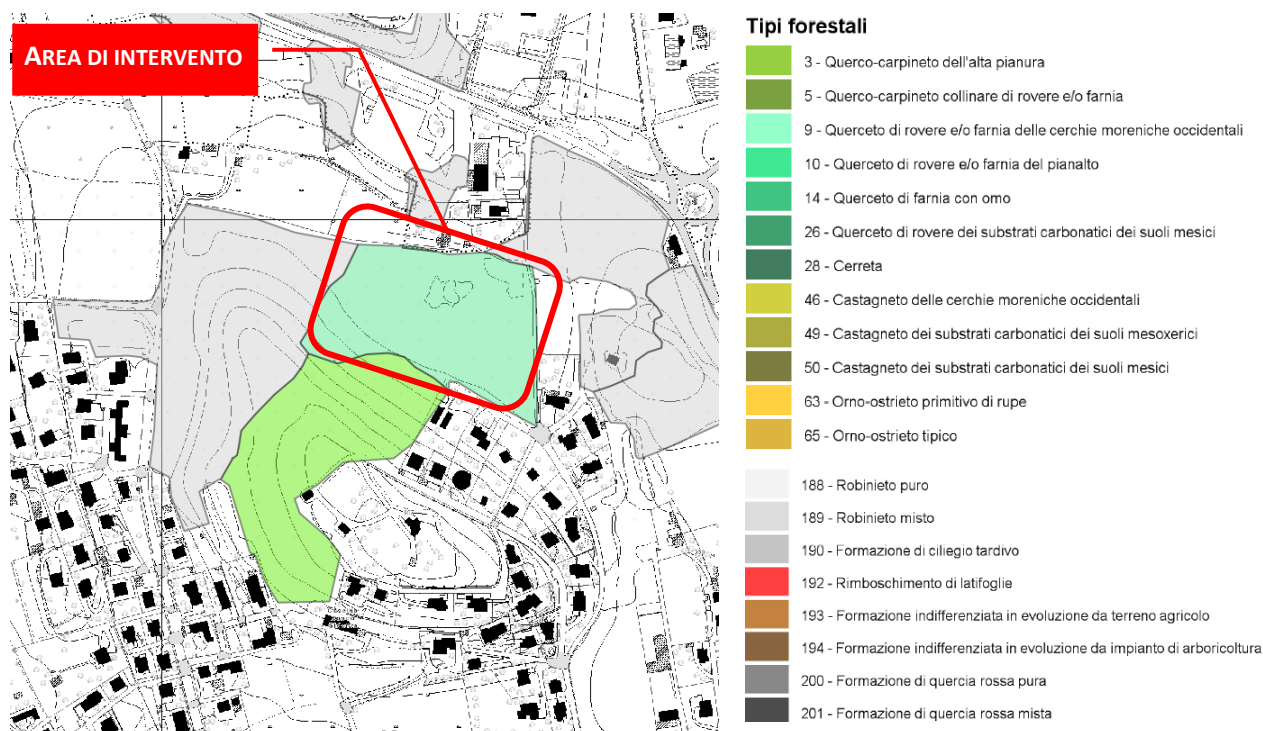 AREA DI INTERVENTO
Tipi forestali
3 - Querco-carpineto dell'alta pianura
5 - Querco-carpineto collinare di rovere e/o farnia
9 - Querceto di rovere e/o farnia delle cerchie moreniche occidentali
10 - Querceto di rovere e/o farnia del pianalto
14 - Querceto di farnia con orno
26 - Querceto di rovere dei substrati carbonatici dei suoli mesici
28 - Cerreta
46 - Castagneto delle cerchie moreniche occidentali
49 - Castagneto dei substrati carbonatici dei suoli mesoxerici
50 - Castagneto dei substrati carbonatici dei suoli mesici
63 - Orno-ostrieto primitivo di rupe
65 - Orno-ostrieto tipico
188 - Robinieto puro
189 - Robinieto misto
190 - Formazione di ciliegio tardivo
192 - Rimboschimento di latifoglie
193 - Formazione indifferenziata in evoluzione da terreno agricolo
194 - Formazione indifferenziata in evoluzione da impianto di arboricoltura
200 - Formazione di quercia rossa pura
201 - Formazione di quercia rossa mista